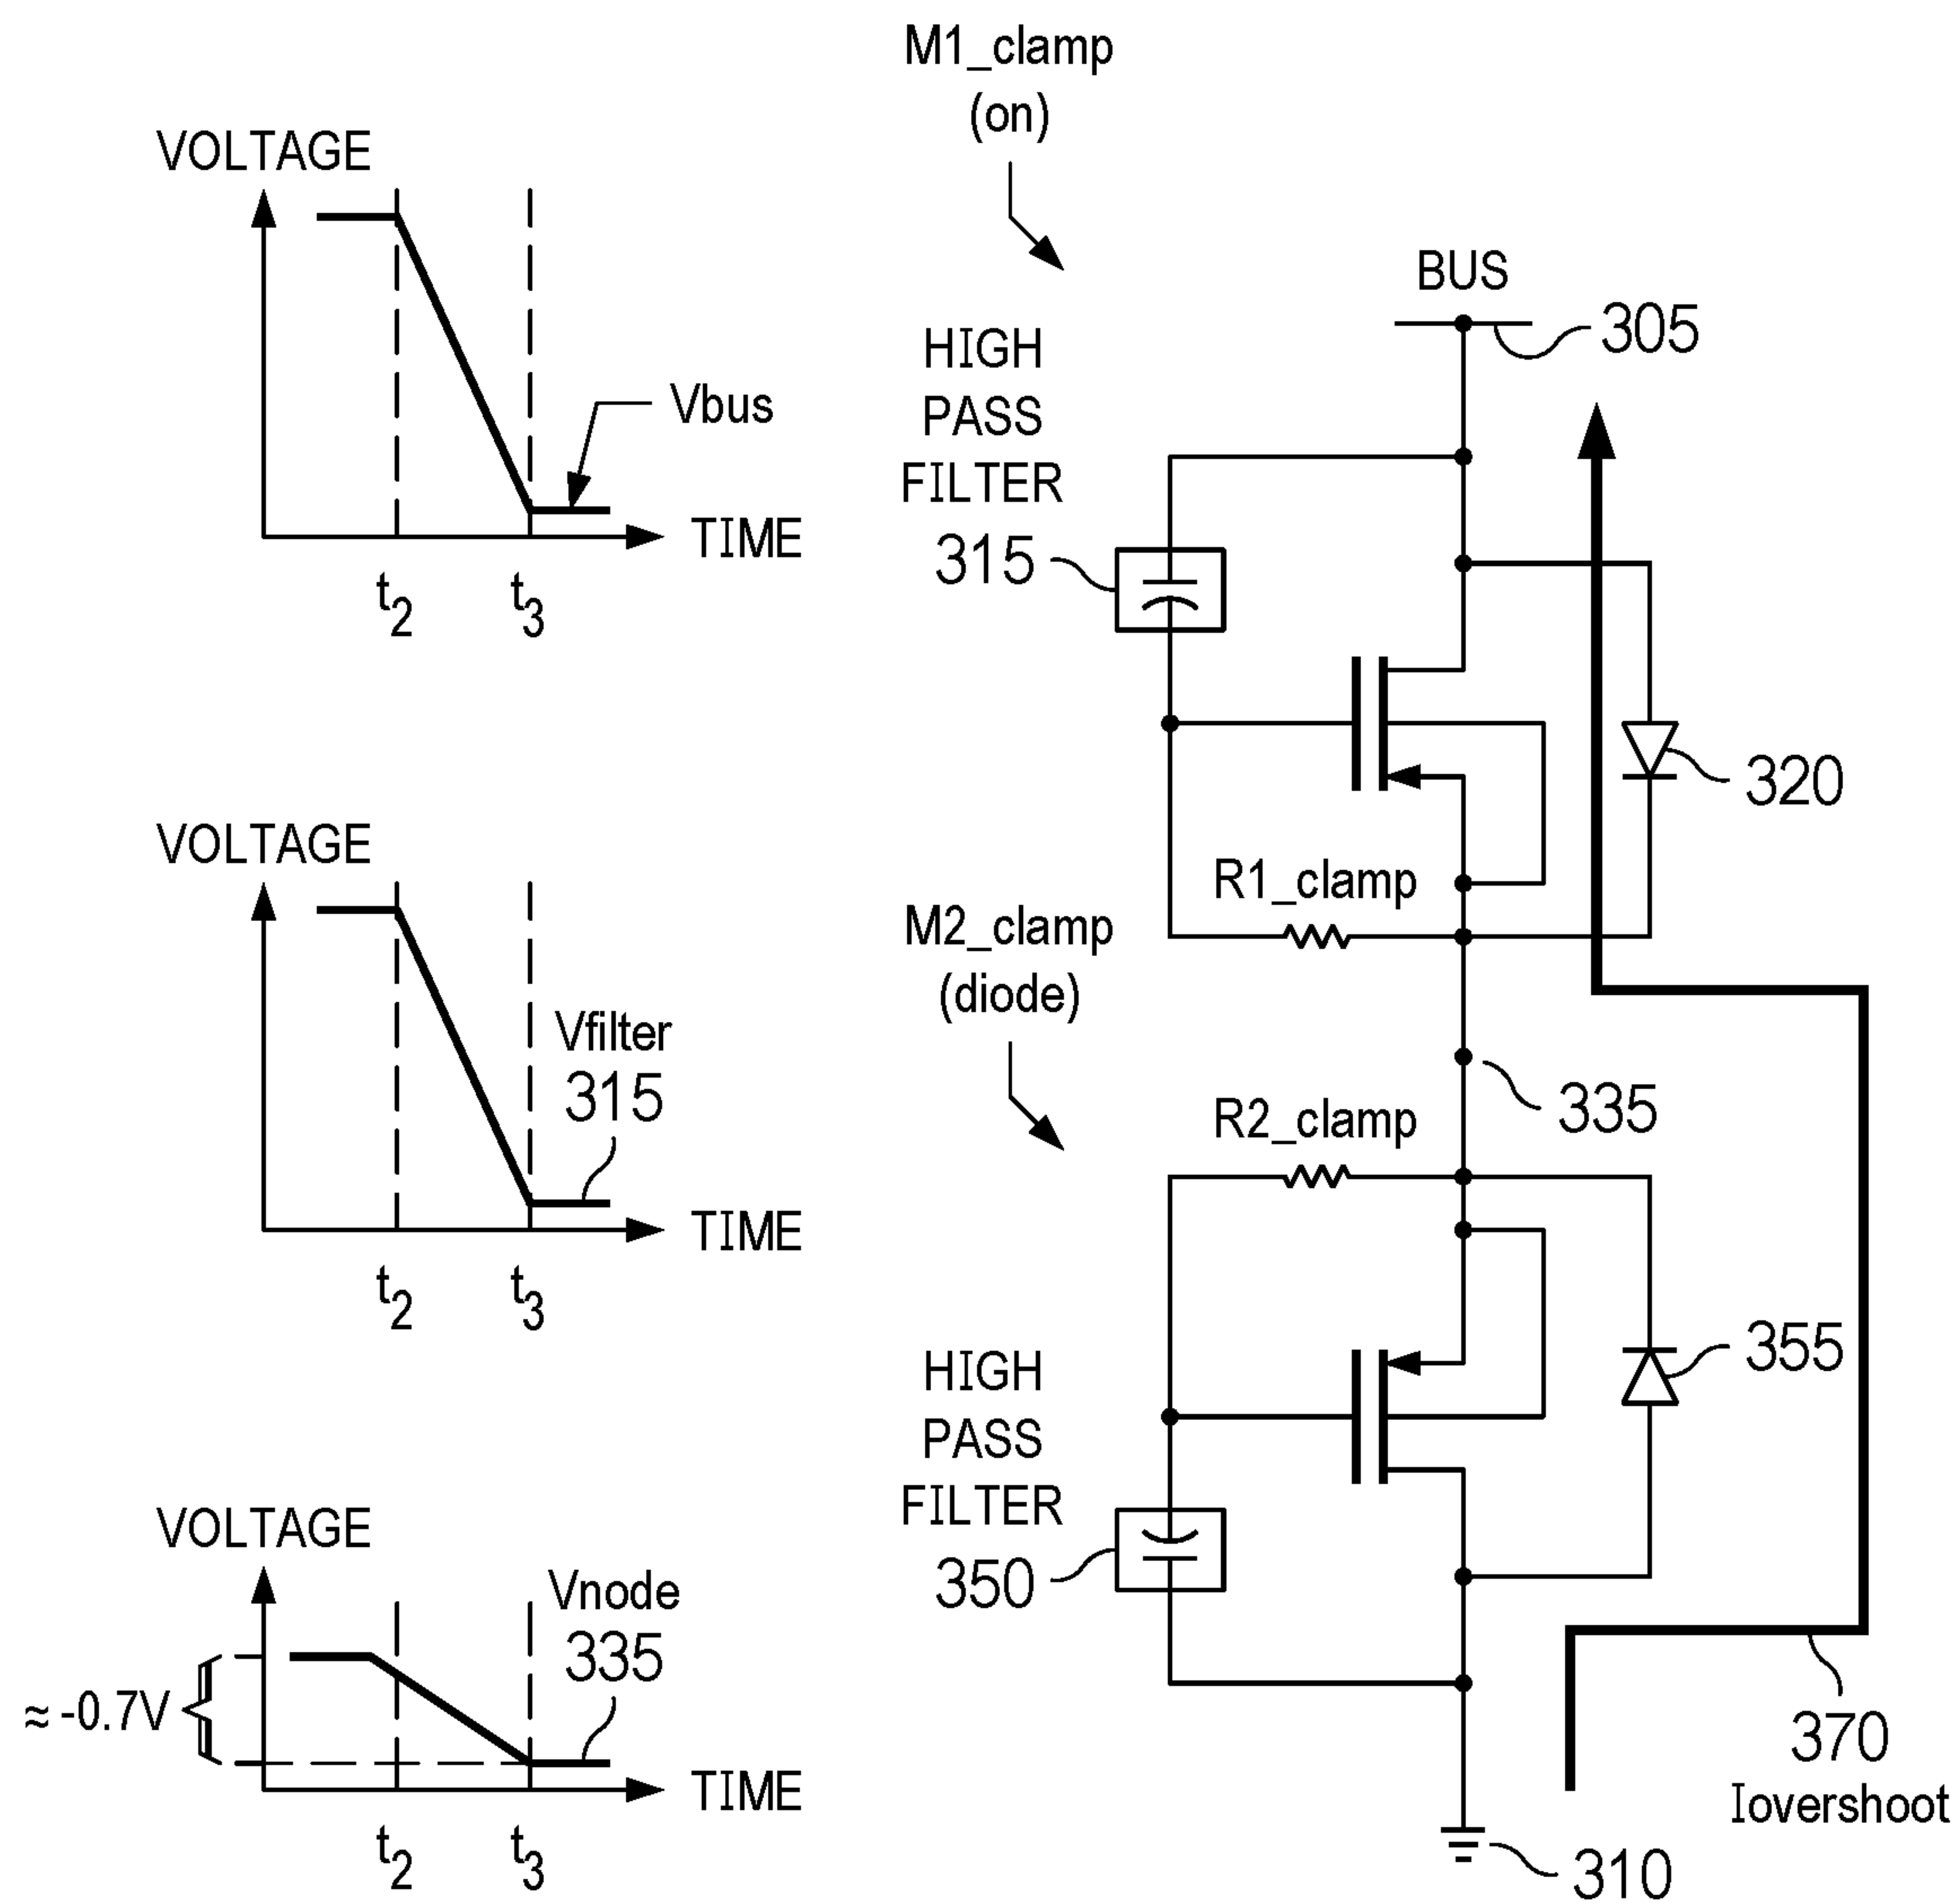 VOLTAGE
Vbus
TIME
t2
t3
VOLTAGE
Vfilter
315
TIME
t2
t3
VOLTAGE
Vnode
335
≈ -0.7V
TIME
t2
t3
M1_clamp
(on)
BUS
305
HIGH
PASS
FILTER
315
320
R1_clamp
M2_clamp
(diode)
335
R2_clamp
HIGH
PASS
FILTER
350
355
370
Iovershoot
310